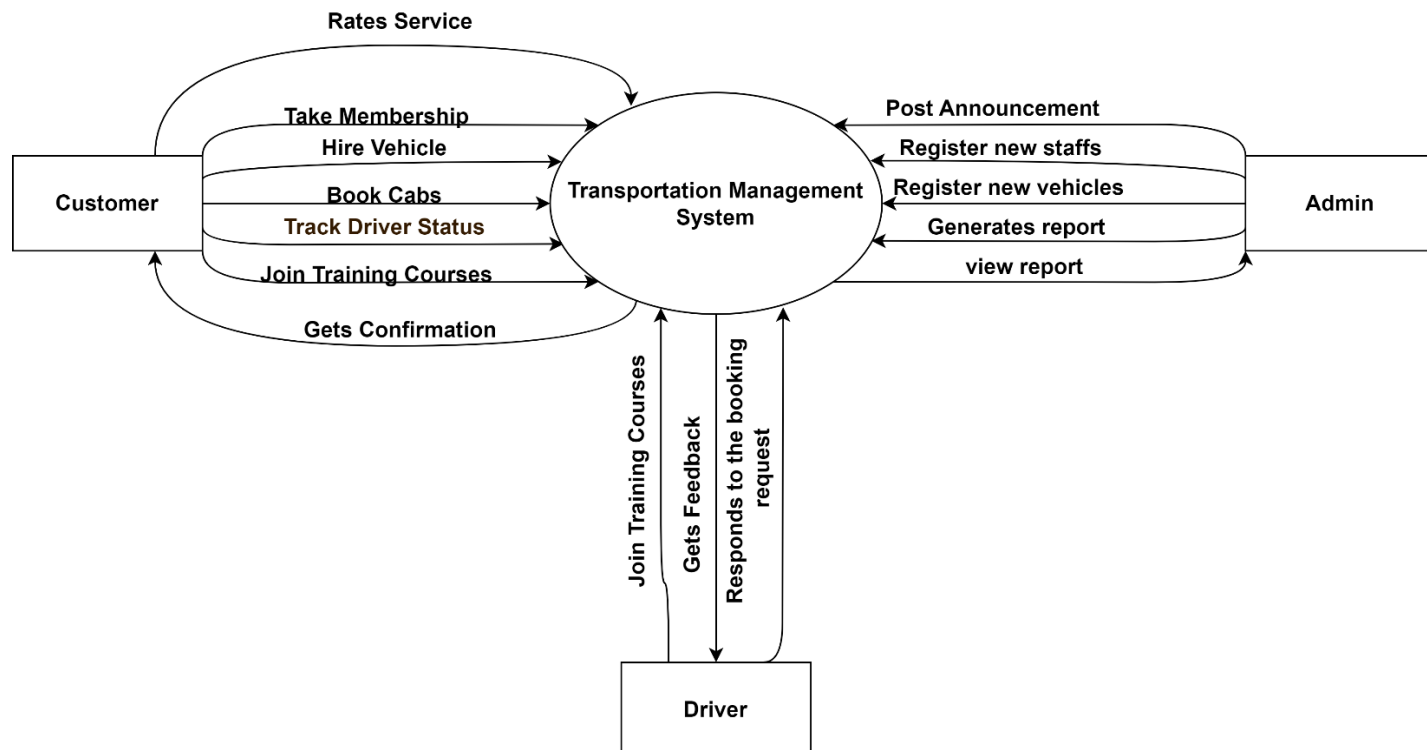 Rates Service
Take Membership
Hire Vehicle
Customer
Book Cabs
Track Driver Status
Join Training Courses
Gets Confirmation
Transportation Management
System
Post Announcement
Register new staffs
Register new vehicles
Admin
Generates report
view report
Join Training Courses
Gets Feedback
Responds to the booking
request
Driver